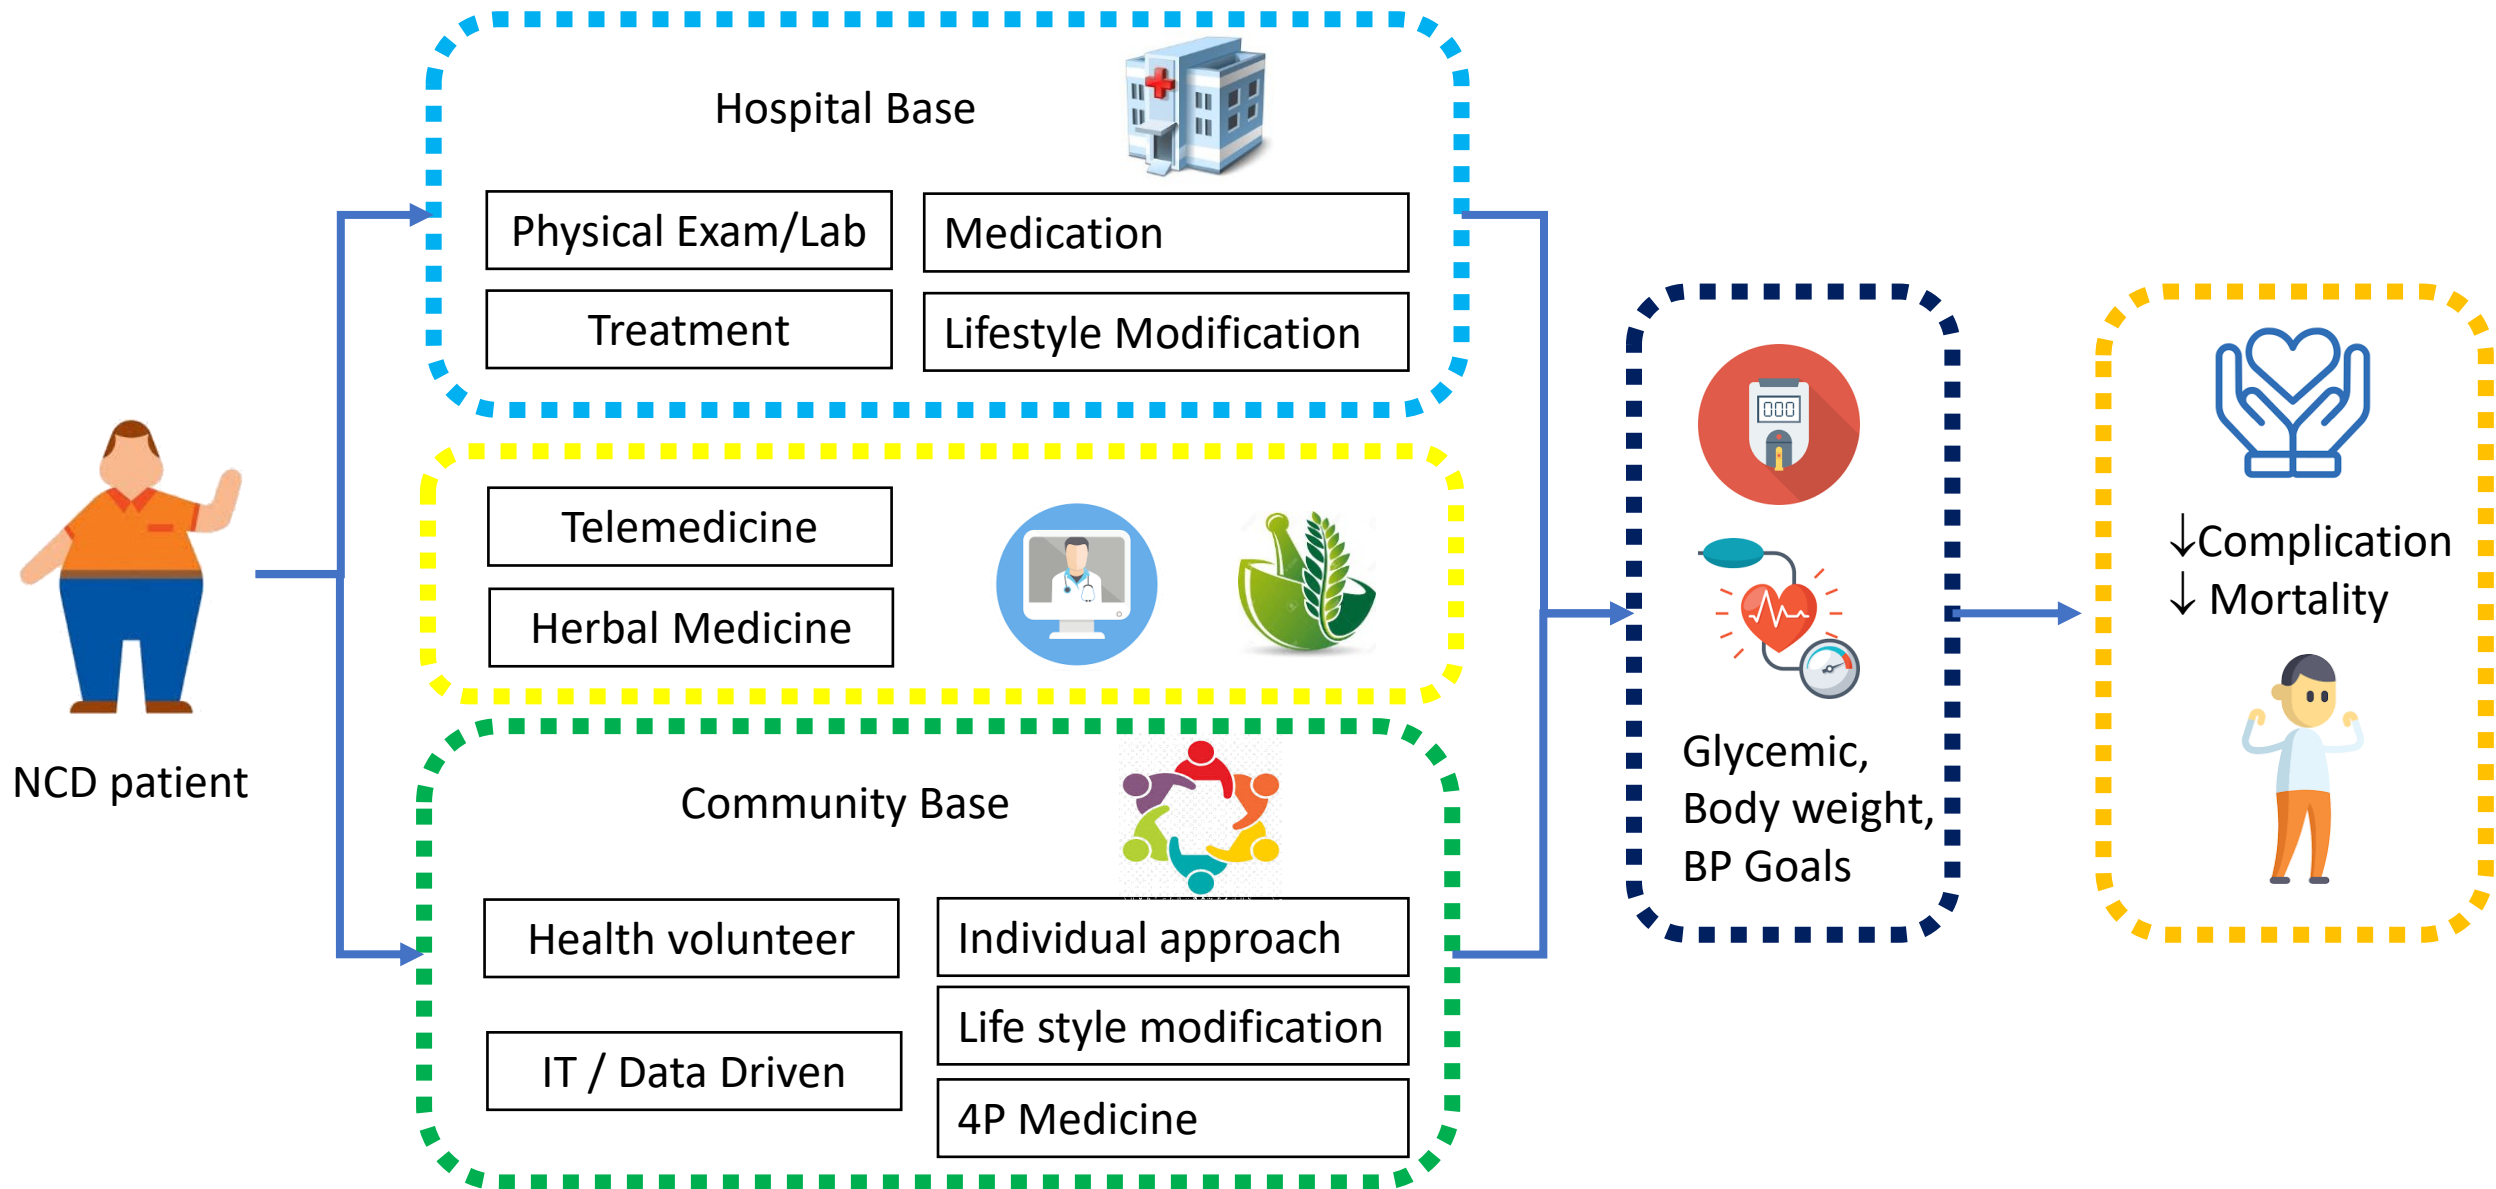 Hospital Base
Physical Exam/Lab
Medication
Treatment
Lifestyle Modification
Telemedicine
Herbal Medicine
NCD patient
Community Base
Health volunteer
Individual approach
Life style modification
IT / Data Driven
4P Medicine
000
Glycemic,
Body weight,
BP Goals
↓Complication
↓ Mortality